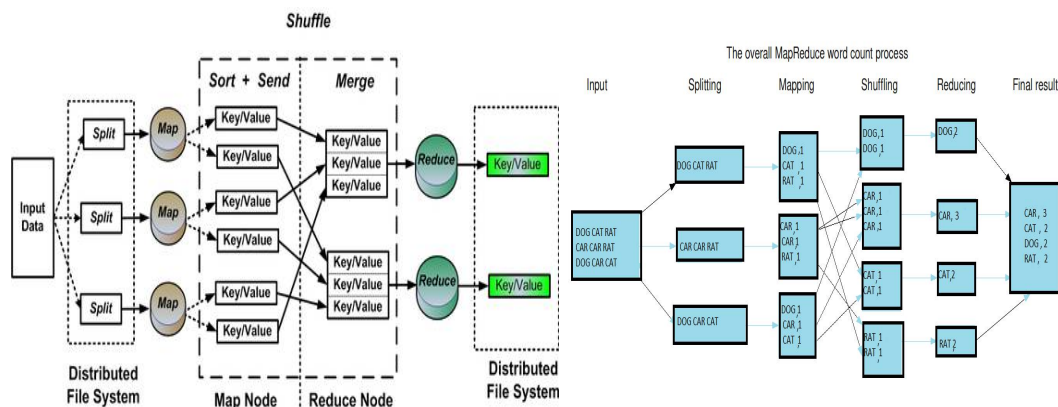 Shuffle
Sort + Send
Merge
Input
Data
Split
Split
Split
Map
Map
Map
Key/Value
Key/Value
Key/Value
Key/Value
Key/Value
Key/Value
Key/Value
Key/Value
Key/Value
Key/Value
Key/Value
Key/Value
Reduce
Reduce
Key/Value
Key/Value
Distributed
File System
Map Node
Reduce Node
Distributed
File System
The overall MapReduce word count process
Input
Splitting
Mapping
Shuffling
Reducing
Final result
DOG CAT RAT
CAR CAR RAT
DOG CAR CAT
DOG CAT RAT
CAR CAR RAT
DOG CAR CAT
DOG,1
CAT ,1
RAT ,1
CAR,1
CAR,1
RAT,1
DOG,1
CAR,1
CAT ,1
DOG,1
DOG,1
CAR,1
CAR,1
CAR,1
CAT,1
CAT,1
RAT ,1
RAT ,1
DOG,2
CAR, 3
CAT,2
RAT 2,
CAR, 3
CAT , 2
DOG, 2
RAT , 2